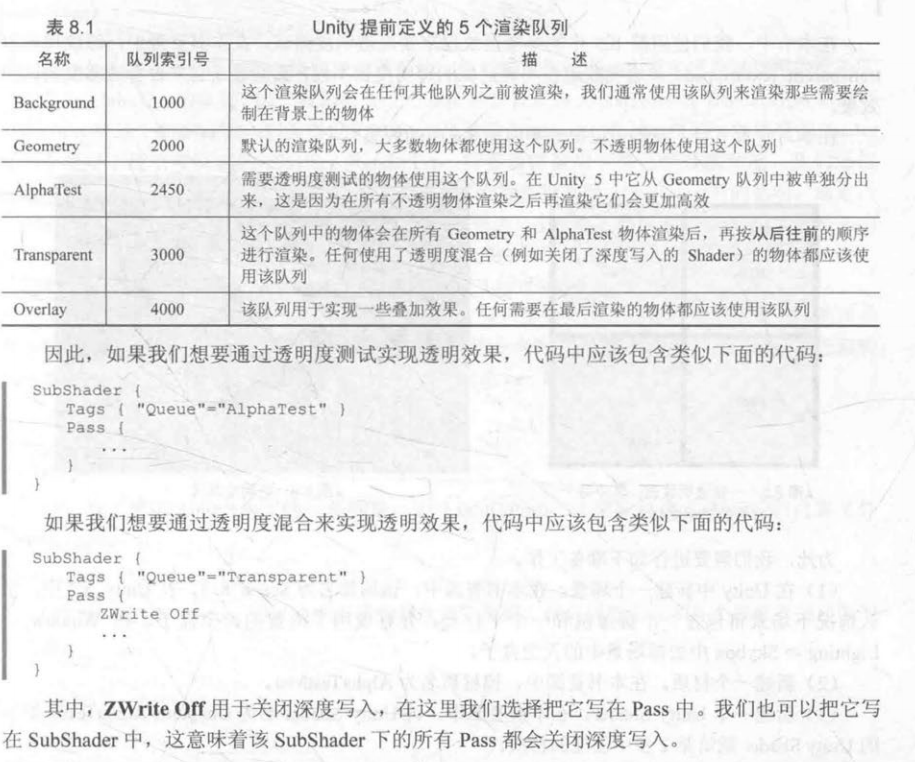 表 8.1 Unity 提前定义的 5 个渲染队列
名称 队列索引号 描 述
Background 1000 这个渲染队列会在任何其他队列之前被渲染，我们通常使用该队列来渲染那些需要绘
制在背景上的物体
Geometry 2000 默认的渲染队列，大多数物体都使用这个队列。不透明物体使用这个队列
AlphaTest 2450 需要透明度测试的物体使用这个队列。在 Unity 5 中它从 Geometry 队列中被单独分出
来，这是因为在所有不透明物体渲染之后再渲染它们会更加高效
Transparent 3000 这个队列中的物体会在所有 Geometry 和 AlphaTest 物体渲染后，再按从后往前的顺序
进行渲染。任何使用了透明度混合（例如关闭了深度写入的 Shader）的物体都应该使
用该队列
Overlay 4000 该队列用于实现一些叠加效果。任何需要在最后渲染的物体都应该使用该队列
因此，如果我们想要通过透明度测试实现透明效果，代码中应该包含类似下面的代码：
SubShader {
Tags { "Queue"="AlphaTest" }
Pass {
...
}
}
如果我们想要通过透明度混合来实现透明效果，代码中应该包含类似下面的代码：
SubShader {
Tags { "Queue"="Transparent" }
Pass {
ZWrite Off
...
}
}
其中，ZWrite Off 用于关闭深度写入，在这里我们选择把它写在 Pass 中。我们也可以把它写
在 SubShader 中，这意味着该 SubShader 下的所有 Pass 都会关闭深度写入。